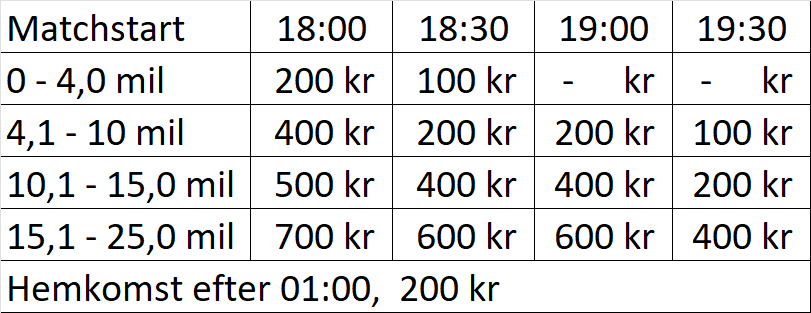 Matchstart 18:00 18:30 19:00 19:30
0 - 4,0 mil 200 kr 100 kr - kr - kr
4,1 - 10 mil 400 kr 200 kr 200 kr 100 kr
10,1 - 15,0 mil 500 kr 400 kr 400 kr 200 kr
15,1 - 25,0 mil 700 kr 600 kr 600 kr 400 kr
Hemkomst efter 01:00, 200 kr